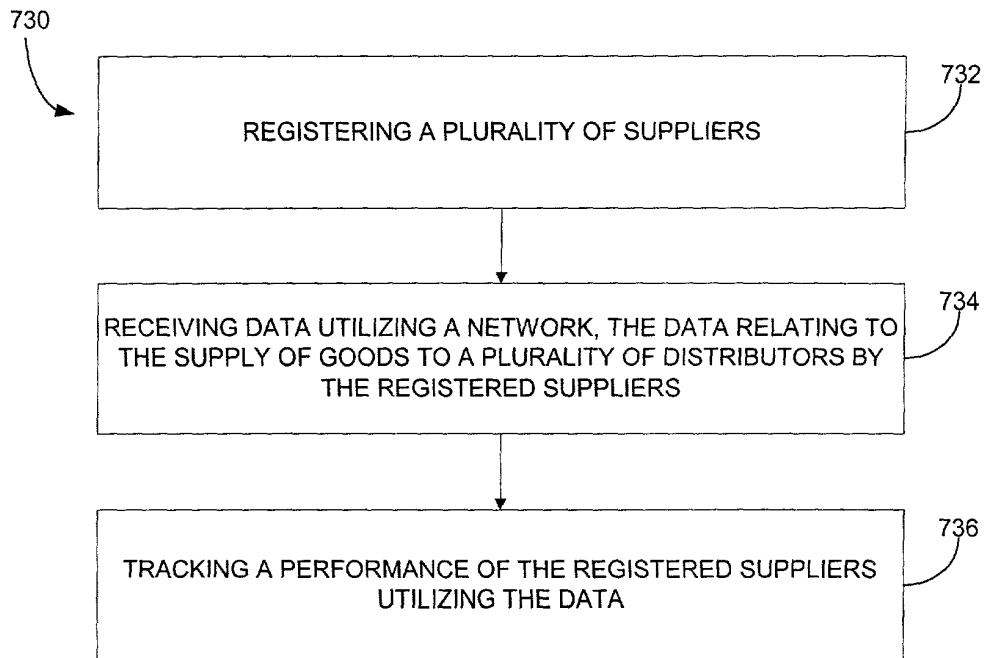 730
732
REGISTERING A PLURALITY OF SUPPLIERS
734
RECEIVING DATA UTILIZING A NETWORK, THE DATA RELATING TO
THE SUPPLY OF GOODS TO A PLURALITY OF DISTRIBUTORS BY
THE REGISTERED SUPPLIERS
736
TRACKING A PERFORMANCE OF THE REGISTERED SUPPLIERS
UTILIZING THE DATA